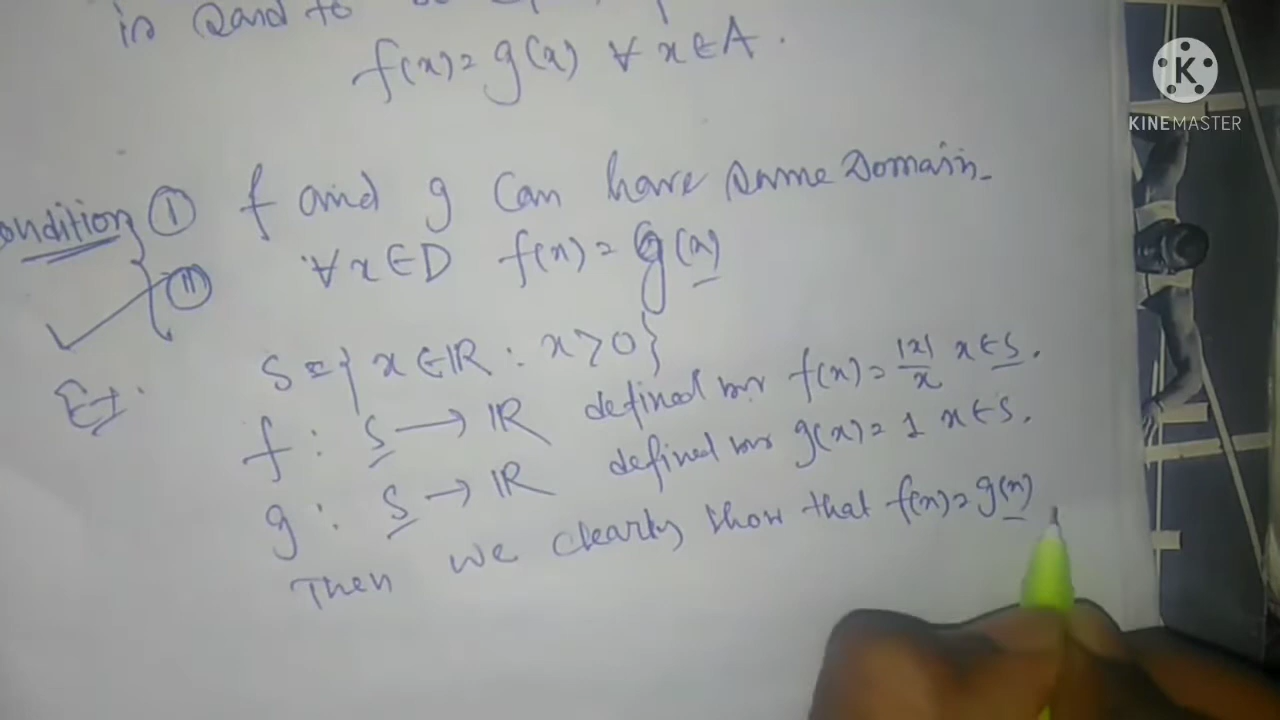 in
f(x) = g(x) ∀ x ∈ A.
ondition ① f and g can have same Domain.
② ∀ x ∈ D f(x) = g(x)
Ex: S = { x ∈ ℝ : x > 0 }
f : S → ℝ defined by f(x) = |x|/x x ∈ S.
g : S → ℝ defined by g(x) = 1 x ∈ S.
Then we clearly show that f(x) = g(x)
K
KINEMASTER